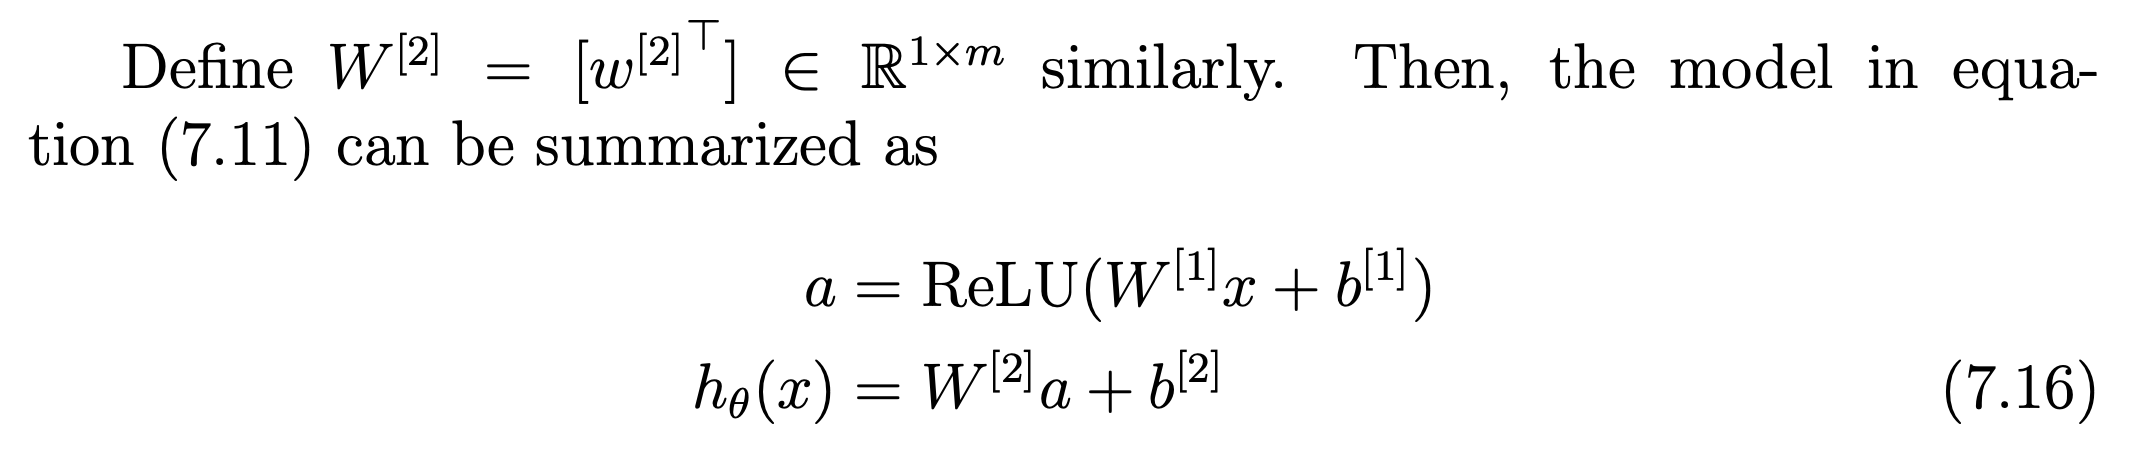 Define $W^{[2]} = [w^{[2]^\top}] \in \mathbb{R}^{1 \times m}$ similarly. Then, the model in equa-
tion (7.11) can be summarized as
$a = \mathrm{ReLU}(W^{[1]}x + b^{[1]})$
$h_\theta(x) = W^{[2]}a + b^{[2]}$ (7.16)